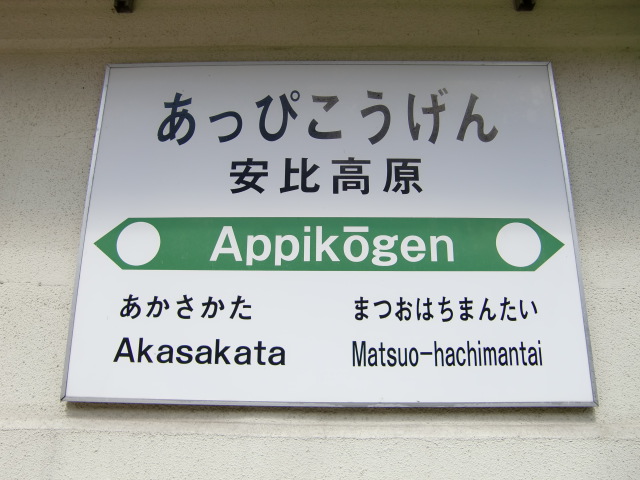 あっぴこうげん
安比高原
Appikōgen
あかさかた まつおはちまんたい
Akasakata Matsuo-hachimantai